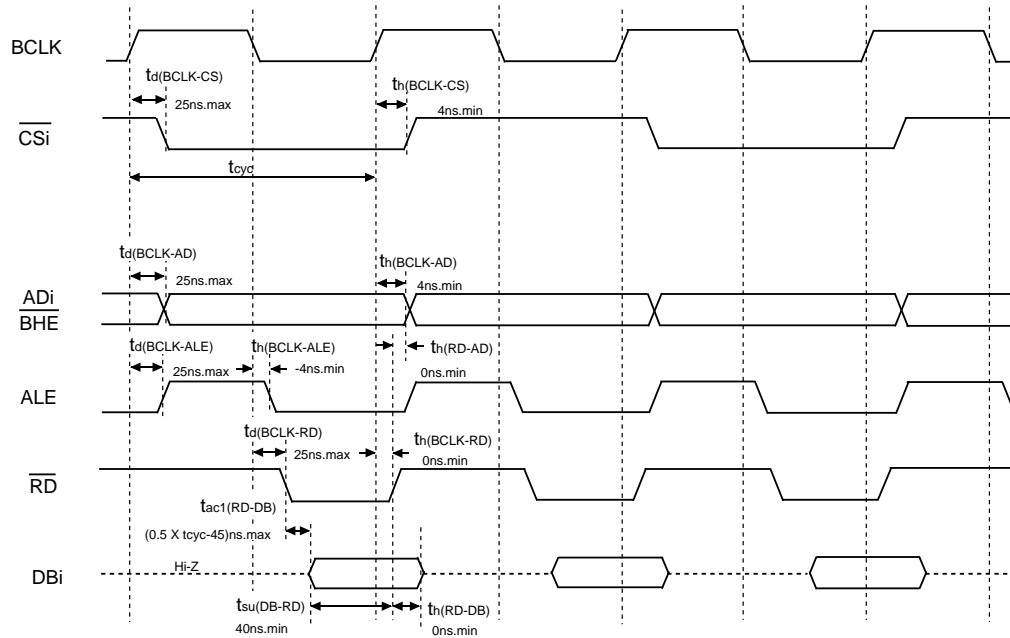 BCLK
td(BCLK-CS)
25ns.max
th(BCLK-CS)
4ns.min
CSi
tcyc
td(BCLK-AD)
25ns.max
th(BCLK-AD)
4ns.min
ADi
BHE
td(BCLK-ALE)
25ns.max
th(BCLK-ALE)
-4ns.min
th(RD-AD)
0ns.min
ALE
td(BCLK-RD)
25ns.max
th(BCLK-RD)
0ns.min
RD
tac1(RD-DB)
(0.5 X tcyc-45)ns.max
Hi-Z
DBi
tsu(DB-RD)
40ns.min
th(RD-DB)
0ns.min